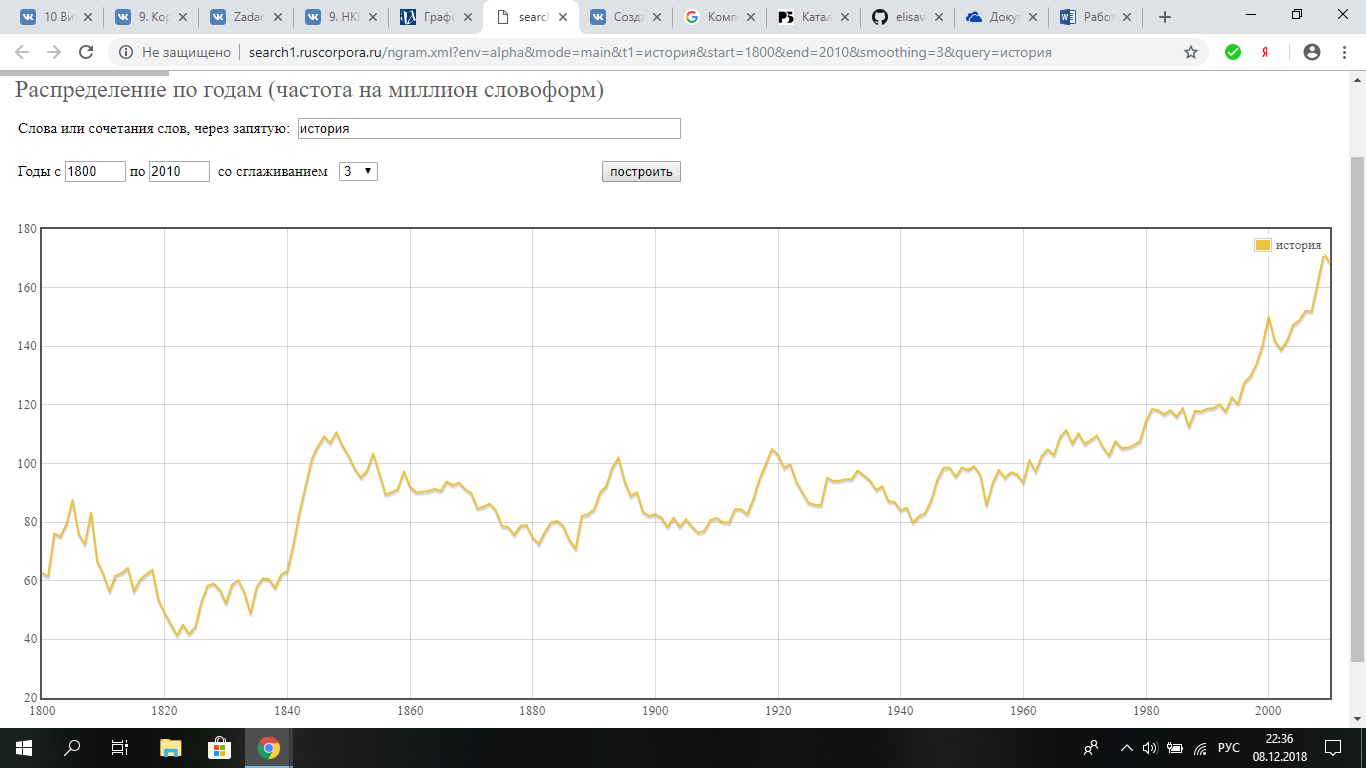 10 Ви
9. Кор
Zadan
9. НКІ
Графи
search
Созда
Комп
Катал
elisav
Доку
Работ
Не защищено | search1.ruscorpora.ru/ngram.xml?env=alpha&mode=main&t1=история&start=1800&end=2010&smoothing=3&query=история
Распределение по годам (частота на миллион словоформ)
Слова или сочетания слов, через запятую: история
Годы с 1800 по 2010 со сглаживанием 3 построить
180
история
160
140
120
100
80
60
40
20
1800 1820 1840 1860 1880 1900 1920 1940 1960 1980 2000
РУС
22:36
08.12.2018